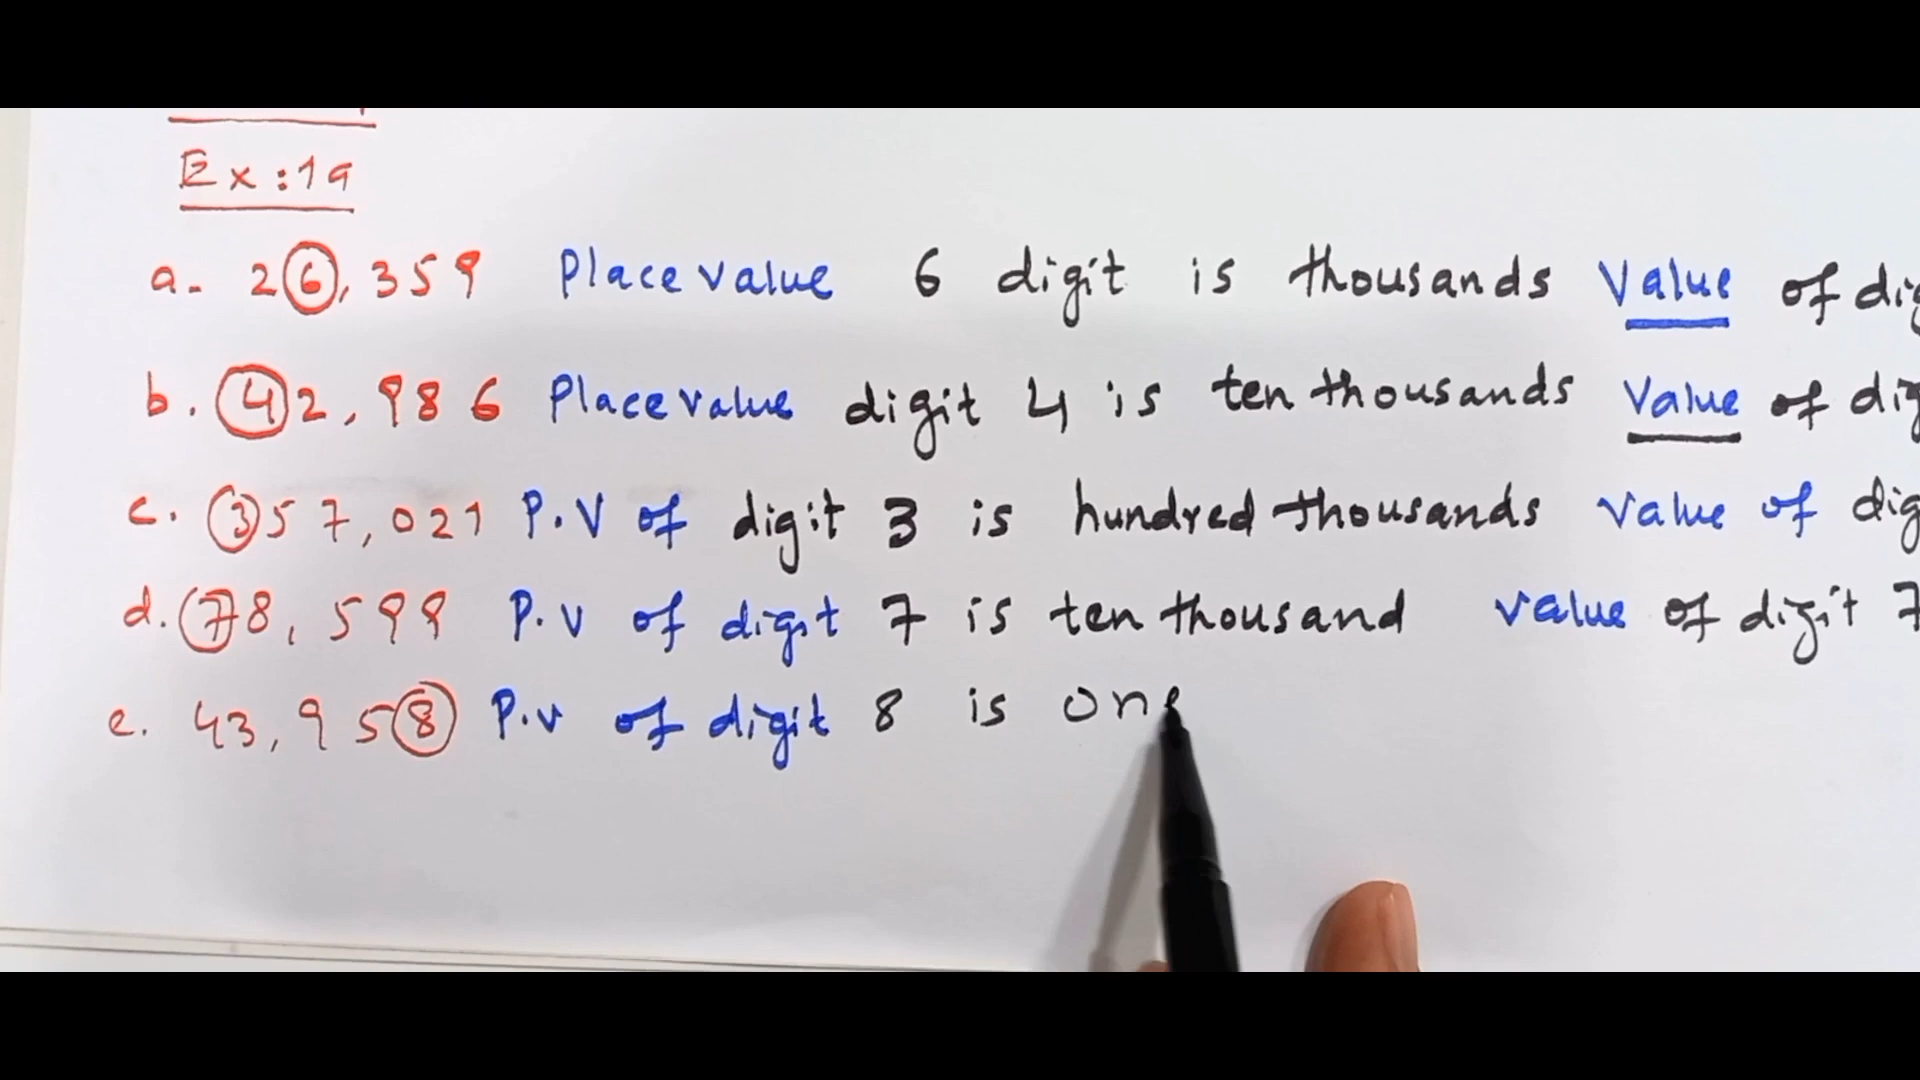 Ex:19
a. 26,359 Place value 6 digit is thousands Value of
b. 42,986 Place value digit 4 is ten thousands Value of
c. 357,021 P.V of digit 3 is hundred thousands value of
d. 78,599 P.V of digit 7 is ten thousand value of digit 7
e. 43,958 P.V of digit 8 is one